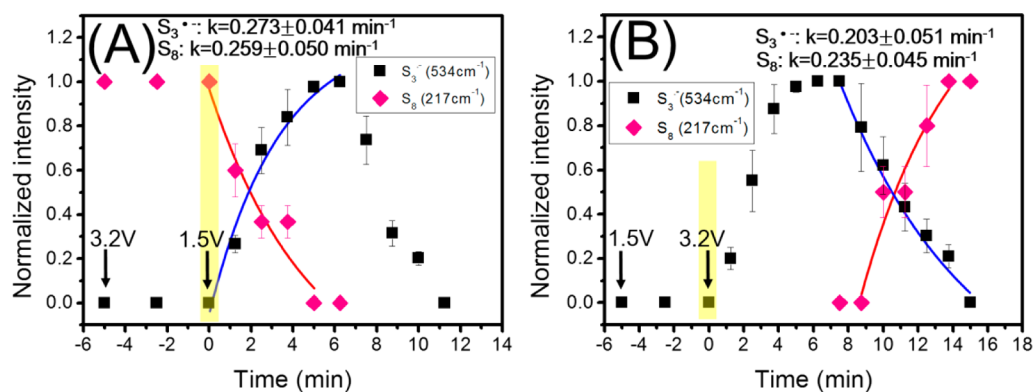 (A)
S₃•⁻: k=0.273±0.041 min⁻¹
S₈: k=0.259±0.050 min⁻¹
S₃·⁻ (534cm⁻¹)
S₈ (217cm⁻¹)
Normalized intensity
1.2
1.0
0.8
0.6
0.4
0.2
0.0
3.2V
1.5V
-6 -4 -2 0 2 4 6 8 10 12 14
Time (min)
(B)
S₃•⁻: k=0.203±0.051 min⁻¹
S₈: k=0.235±0.045 min⁻¹
S₃·⁻(534cm⁻¹)
S₈ (217cm⁻¹)
Normalized intensity
1.2
1.0
0.8
0.6
0.4
0.2
0.0
1.5V
3.2V
-6 -4 -2 0 2 4 6 8 10 12 14 16 18
Time (min)